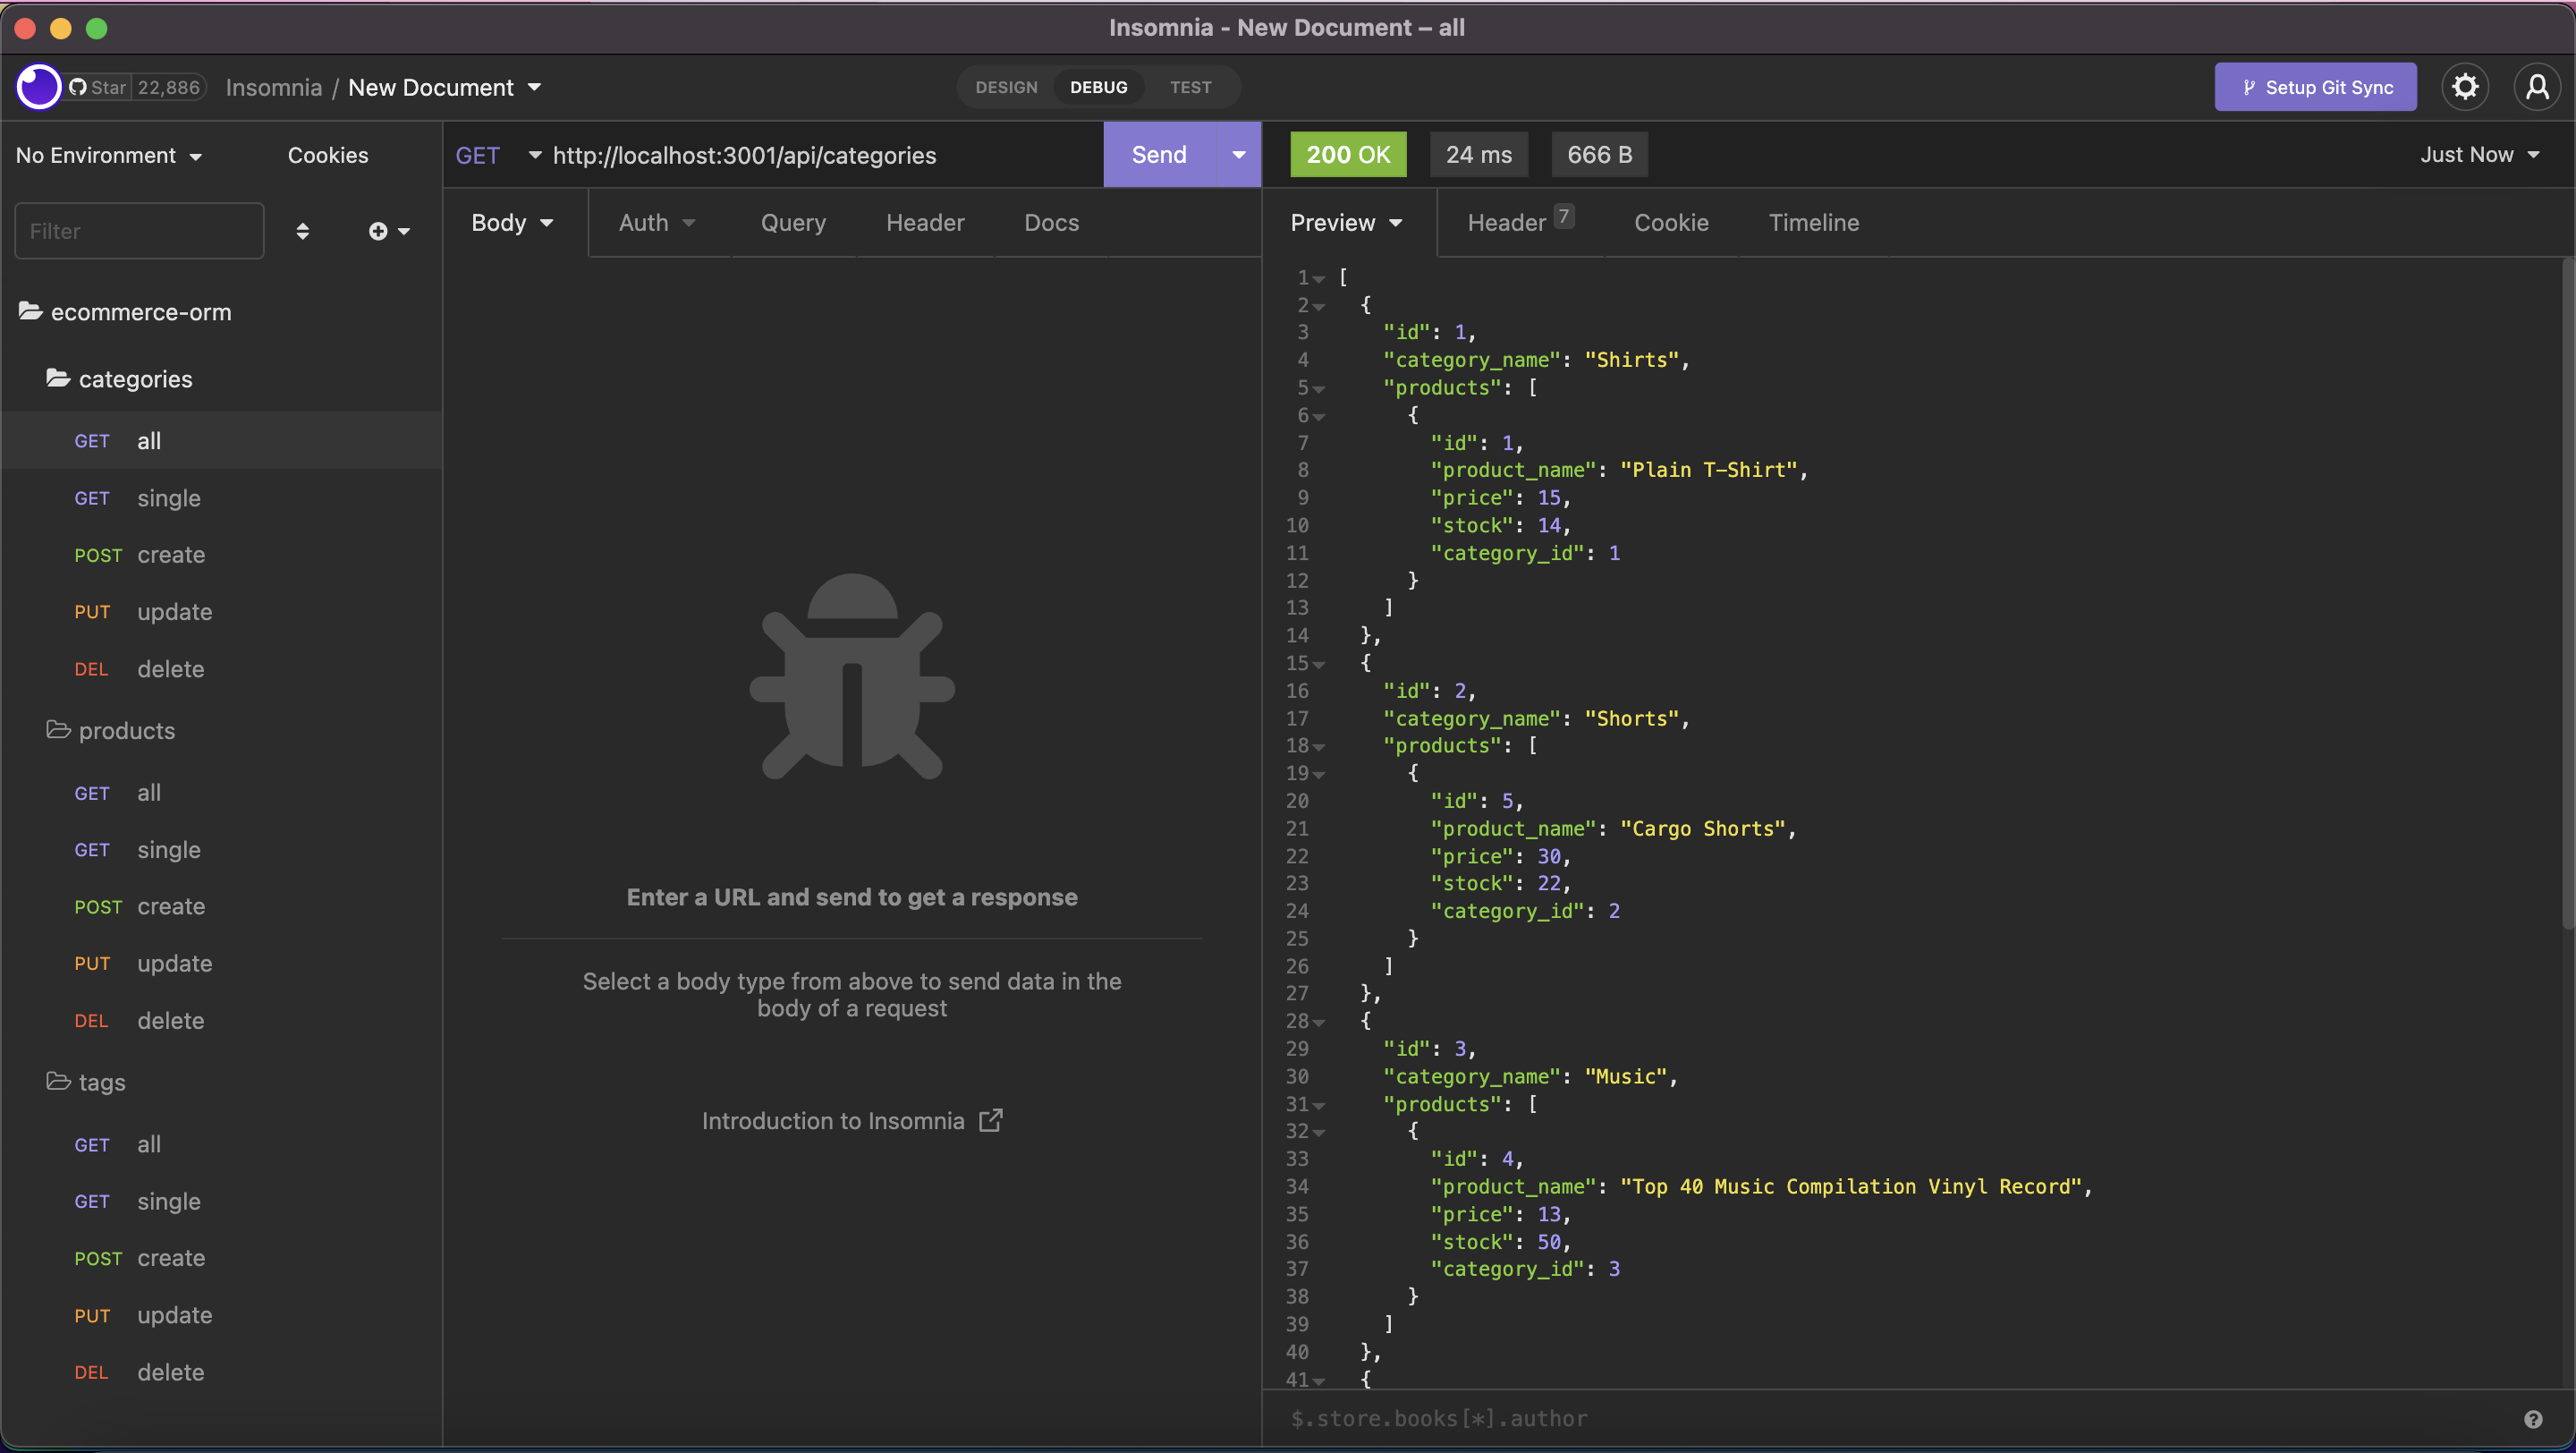 Insomnia - New Document – all
Star 22,886 Insomnia / New Document
DESIGN DEBUG TEST
Setup Git Sync
No Environment Cookies
Filter
ecommerce-orm
categories
GET all
GET single
POST create
PUT update
DEL delete
products
GET all
GET single
POST create
PUT update
DEL delete
tags
GET all
GET single
POST create
PUT update
DEL delete
GET http://localhost:3001/api/categories Send
Body Auth Query Header Docs
Enter a URL and send to get a response
Select a body type from above to send data in the
body of a request
Introduction to Insomnia
200 OK 24 ms 666 B Just Now
Preview Header 7 Cookie Timeline
1 [
2 {
3 "id": 1,
4 "category_name": "Shirts",
5 "products": [
6 {
7 "id": 1,
8 "product_name": "Plain T-Shirt",
9 "price": 15,
10 "stock": 14,
11 "category_id": 1
12 }
13 ]
14 },
15 {
16 "id": 2,
17 "category_name": "Shorts",
18 "products": [
19 {
20 "id": 5,
21 "product_name": "Cargo Shorts",
22 "price": 30,
23 "stock": 22,
24 "category_id": 2
25 }
26 ]
27 },
28 {
29 "id": 3,
30 "category_name": "Music",
31 "products": [
32 {
33 "id": 4,
34 "product_name": "Top 40 Music Compilation Vinyl Record",
35 "price": 13,
36 "stock": 50,
37 "category_id": 3
38 }
39 ]
40 },
41 {
$.store.books[*].author